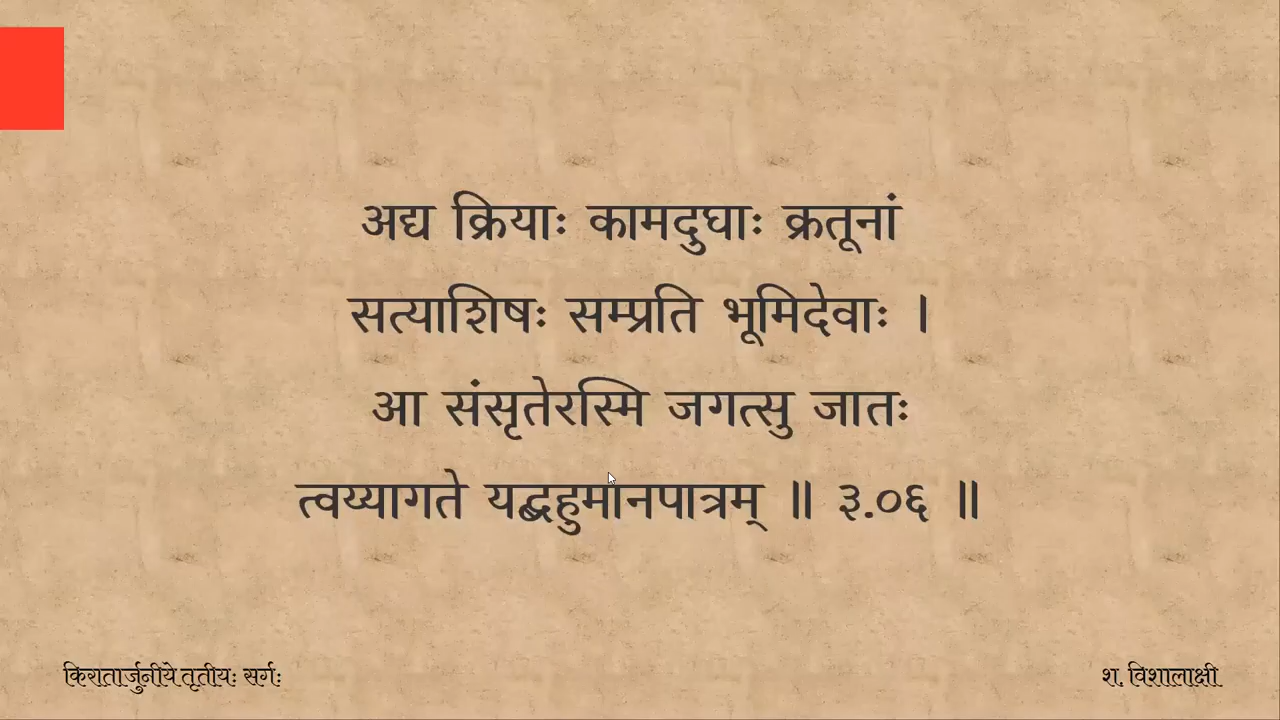 अद्य क्रियाः कामदुघाः क्रतूनां
सत्याशिषः सम्प्रति भूमिदेवाः ।
आ संसृतेरस्मि जगत्सु जातः
त्वय्यागते यद्बहुमानपात्रम् ॥ ३.०६ ॥
किरातार्जुनीये तृतीयः सर्गः
श. विशालाक्षी